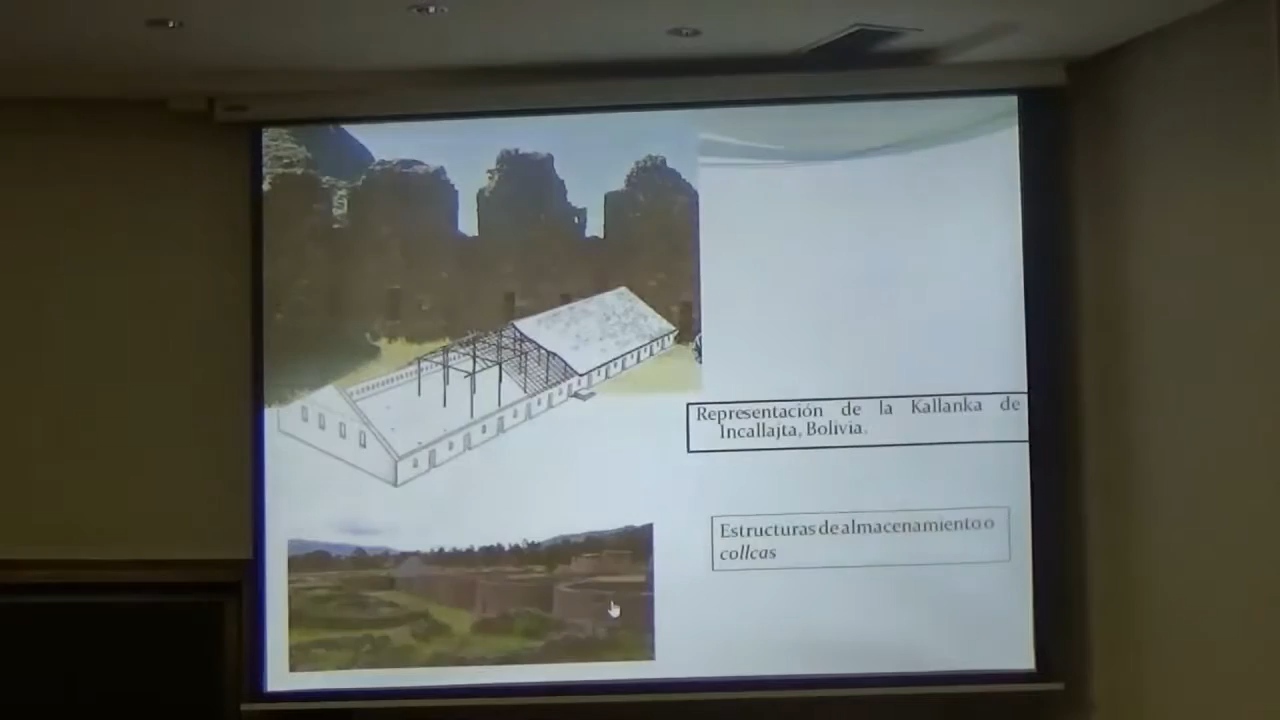 Representación de la Kallanka de
Incallajta, Bolivia.
Estructuras de almacenamiento o
collcas